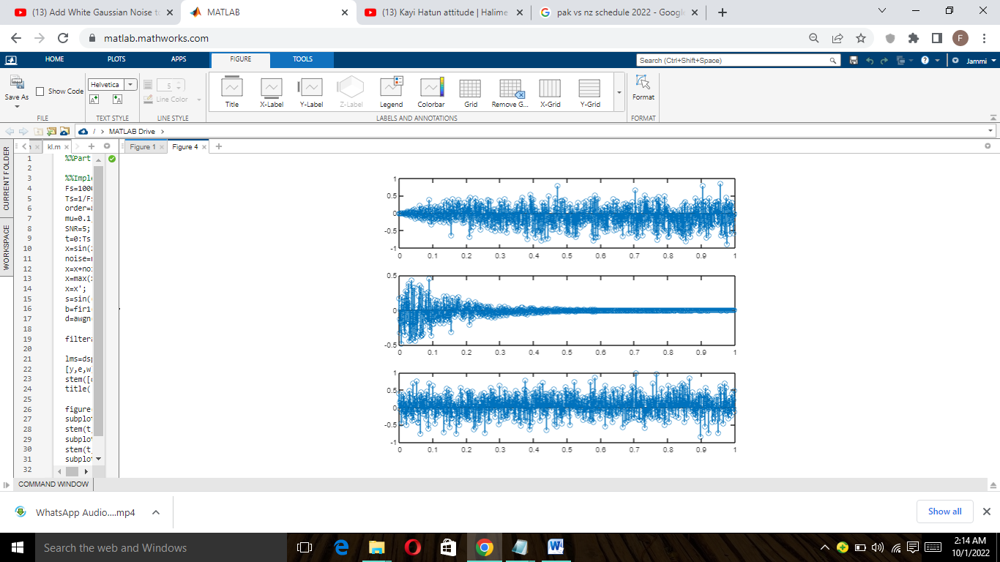 (13) Add White Gaussian Noise to
MATLAB
(13) Kayi Hatun attitude | Halime
pak vs nz schedule 2022 - Google
matlab.mathworks.com
F
HOME
PLOTS
APPS
FIGURE
TOOLS
Search (Ctrl+Shift+Space)
Jammi
Save As
Show Code
Helvetica
5
Line Color
Title
X-Label
Y-Label
Z-Label
Legend
Colorbar
Grid
Remove G...
X-Grid
Y-Grid
Format
FILE
TEXT STYLE
LINE STYLE
LABELS AND ANNOTATIONS
FORMAT
/ > MATLAB Drive >
CURRENT FOLDER
WORKSPACE
kl.m
Figure 1
Figure 4
1 %%Part
2
3 %%Imple
4 Fs=1000
5 Ts=1/Fs
6 order=
7 mu=0.1
8 SNR=5;
9 t=0:Ts
10 x=sin(
11 noise=
12 x=x+no
13 x=max(
14 x=x';
15 s=sin(
16 b=fir1
17 d=awgn
18
19 filter
20
21 lms=dsp
22 [y,e,w
23 stem([
24 title(
25
26 figure
27 subplo
28 stem(t
29 subplo
30 stem(t
31 subplo
32
1
0.5
0
-0.5
-1
0 0.1 0.2 0.3 0.4 0.5 0.6 0.7 0.8 0.9 1
0.5
0
-0.5
0 0.1 0.2 0.3 0.4 0.5 0.6 0.7 0.8 0.9 1
1
0.5
0
-0.5
-1
0 0.1 0.2 0.3 0.4 0.5 0.6 0.7 0.8 0.9 1
COMMAND WINDOW
WhatsApp Audio....mp4
Show all
Search the web and Windows
2:14 AM
10/1/2022